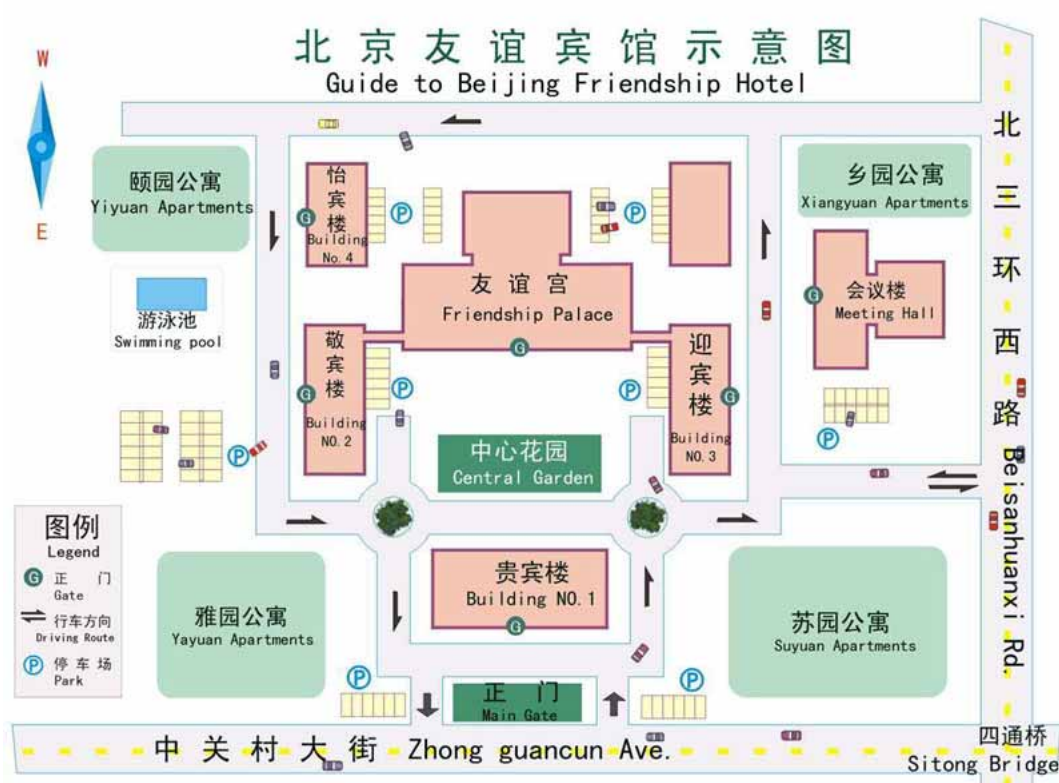 北京友谊宾馆示意图
Guide to Beijing Friendship Hotel
W
E
颐园公寓
Yiyuan Apartments
怡宾楼
Building
No.4
P
P
G
乡园公寓
Xiangyuan Apartments
北三环西路
Beisanhuanxi Rd.
友谊宫
Friendship Palace
G
会议楼
Meeting Hall
G
游泳池
Swimming pool
敬宾楼
Building
NO.2
G
P
P
迎宾楼
Building
NO.3
G
P
P
中心花园
Central Garden
图例
Legend
G
正门
Gate
行车方向
Driving Route
P
停车场
Park
贵宾楼
Building NO.1
G
雅园公寓
Yayuan Apartments
苏园公寓
Suyuan Apartments
P
P
正门
Main Gate
中关村大街 Zhong guancun Ave.
四通桥
Sitong Bridge